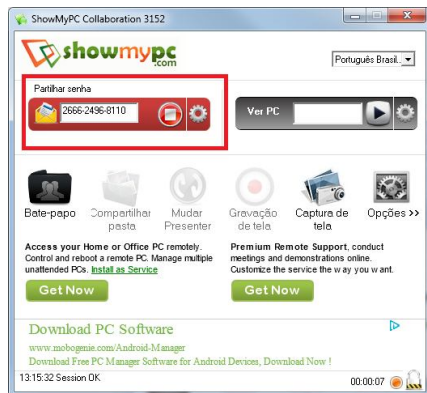 ShowMyPC Collaboration 3152
showmypc
.com
Português Brasil..
Partilhar senha
2666-2496-8110
Ver PC
Bate-papo
Compartilhar pasta
Mudar Presenter
Gravação de tela
Captura de tela
Opções >>
Access your Home or Office PC remotely.
Control and reboot a remote PC. Manage multiple
unattended PCs. Install as Service
Get Now
Premium Remote Support, conduct
meetings and demonstrations online.
Customize the service the way you want.
Get Now
Download PC Software
www.mobogenie.com/Android-Manager
Download Free PC Manager Software for Android Devices, Download Now !
13:15:32 Session OK
00:00:07